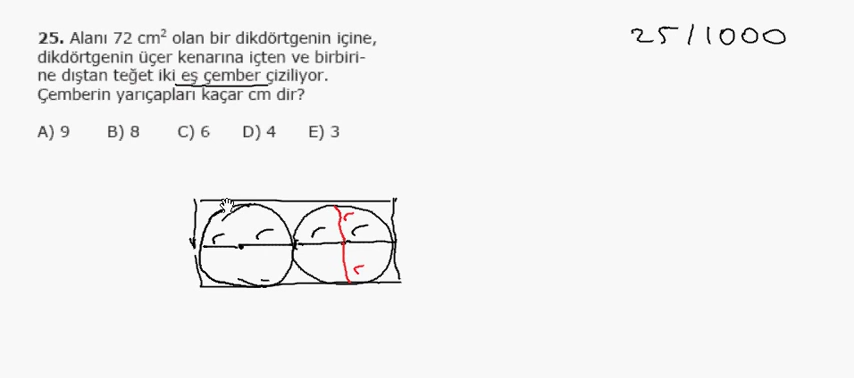 25. Alanı 72 cm² olan bir dikdörtgenin içine,
dikdörtgenin üçer kenarına içten ve birbiri-
ne dıştan teğet iki eş çember çiziliyor.
Çemberin yarıçapları kaçar cm dir?
A) 9 B) 8 C) 6 D) 4 E) 3
25/1000
r r r r r r